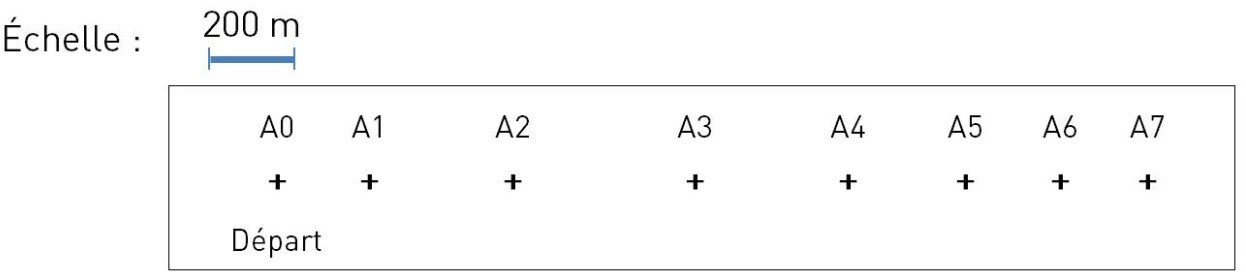 200 m
Échelle :
A0 A1 A2 A3 A4 A5 A6 A7
+ + + + + + + +
Départ